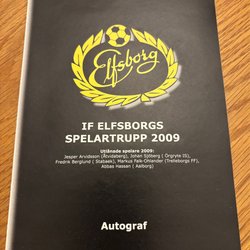 Elfsborg
IF ELFSBORGS
SPELARTRUPP 2009
Utlånade spelare 2009:
Jesper Arvidsson (Åtvidaberg), Johan Sjöberg ( Örgryte IS),
Fredrik Berglund ( Stabaek), Markus Falk-Olander (Trelleborgs FF),
Abbas Hassan ( Aalborg)
Autograf